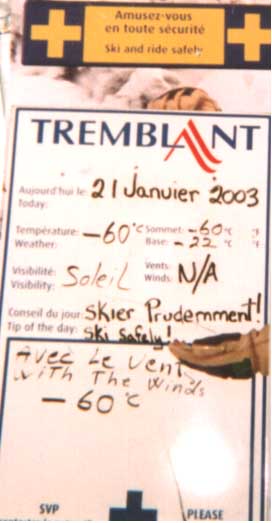 Amusez-vous
en toute sécurité
Ski and ride safely
TREMBLANT
Aujourd'hui le: 21 Janvier 2003
Today:
Température: -60°C Sommet: -60°C °F
Weather: Base: -22 °C °F
Visibilité: Soleil Vents: N/A
Visibility: Winds:
Conseil du jour: Skier Prudemment!
Tip of the day: Ski Safely!
Avec Le Vent
with The Winds
-60°C
SVP PLEASE